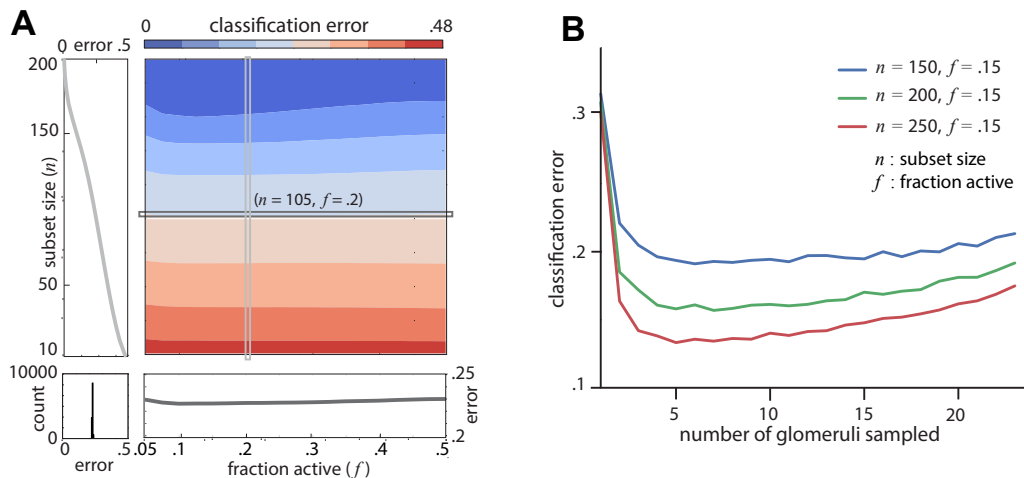 A
0 classification error .48
0 error .5
200
150
50
10
subset size (n)
(n = 105, f = .2)
10000
0
count
0 .5
error
.25
.2
error
.05 .1 .2 .3 .4 .5
fraction active (f)
B
n = 150, f = .15
n = 200, f = .15
n = 250, f = .15
n : subset size
f : fraction active
.3
.2
.1
classification error
5 10 15 20
number of glomeruli sampled